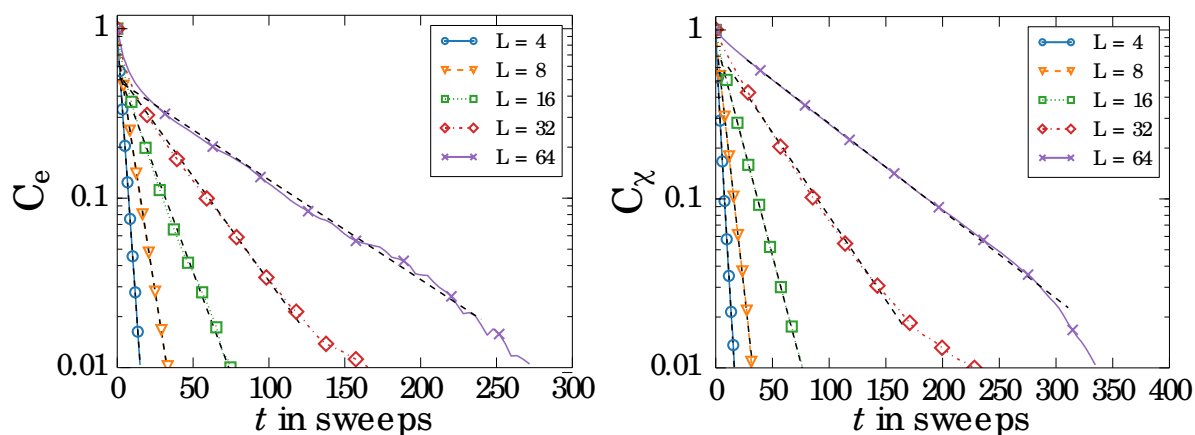 1
0.1
0.01
C_e
0 50 100 150 200 250 300
t in sweeps
L = 4
L = 8
L = 16
L = 32
L = 64
1
0.1
0.01
C_χ
0 50 100 150 200 250 300 350 400
t in sweeps
L = 4
L = 8
L = 16
L = 32
L = 64